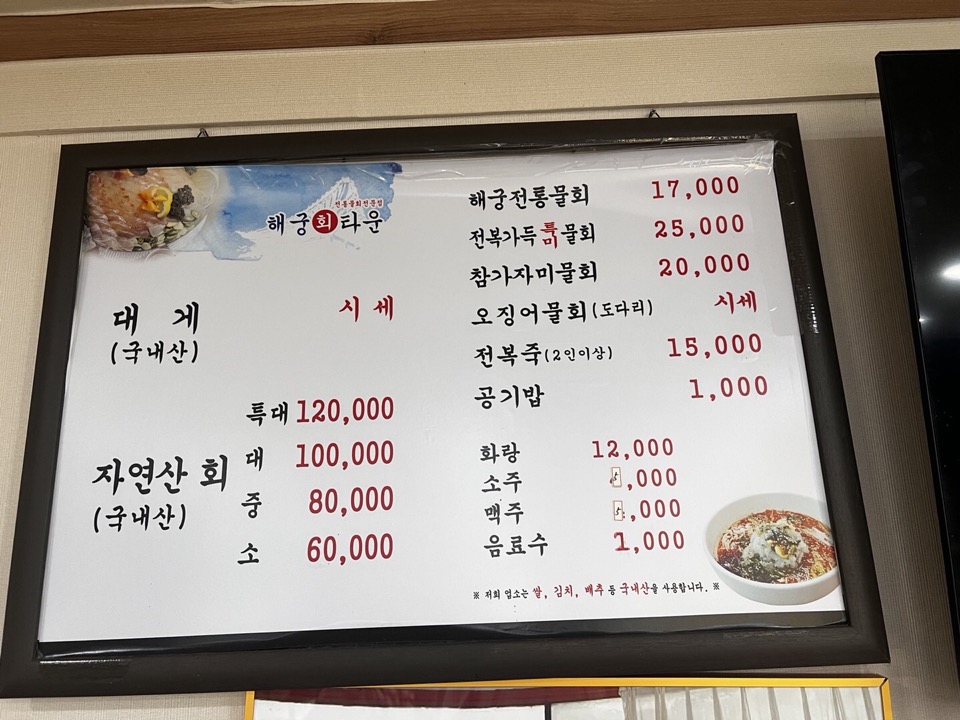 전통물회전문점
해궁회타운
대 게 시 세
(국내산)
자연산 회
(국내산)
특대 120,000
대 100,000
중 80,000
소 60,000
해궁전통물회 17,000
전복가득특미물회 25,000
참가자미물회 20,000
오징어물회(도다리) 시세
전복죽(2인이상) 15,000
공기밥 1,000
화랑 12,000
소주 5,000
맥주 5,000
음료수 1,000
※ 저희 업소는 쌀, 김치, 배추 등 국내산을 사용합니다. ※